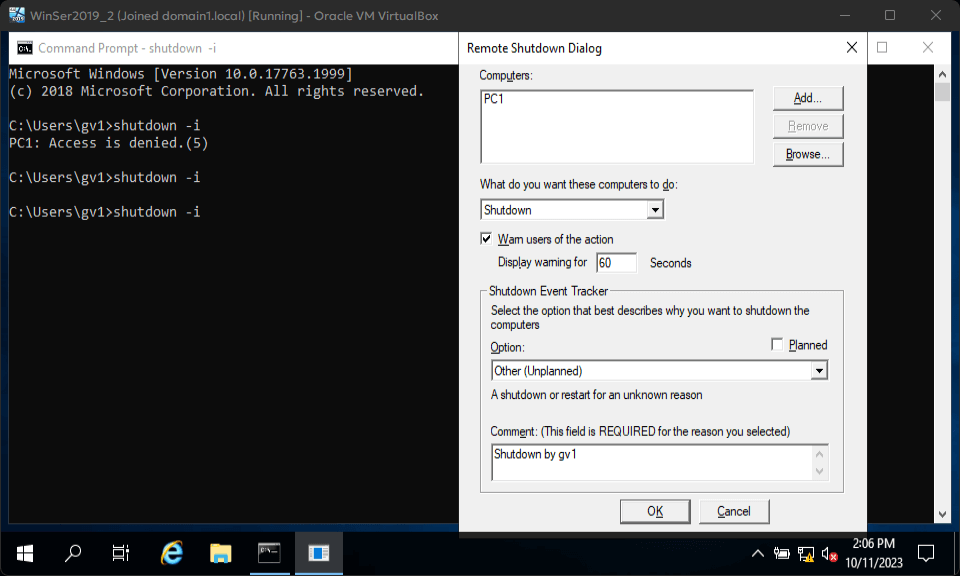 WinSer2019_2 (Joined domain1.local) [Running] - Oracle VM VirtualBox
Command Prompt - shutdown -i
Microsoft Windows [Version 10.0.17763.1999]
(c) 2018 Microsoft Corporation. All rights reserved.
C:\Users\gv1>shutdown -i
PC1: Access is denied.(5)
C:\Users\gv1>shutdown -i
C:\Users\gv1>shutdown -i
Remote Shutdown Dialog
Computers:
PC1
Add...
Remove
Browse...
What do you want these computers to do:
Shutdown
Warn users of the action
Display warning for 60 Seconds
Shutdown Event Tracker
Select the option that best describes why you want to shutdown the
computers
Option:
Planned
Other (Unplanned)
A shutdown or restart for an unknown reason
Comment: (This field is REQUIRED for the reason you selected)
Shutdown by gv1
OK
Cancel
2:06 PM
10/11/2023